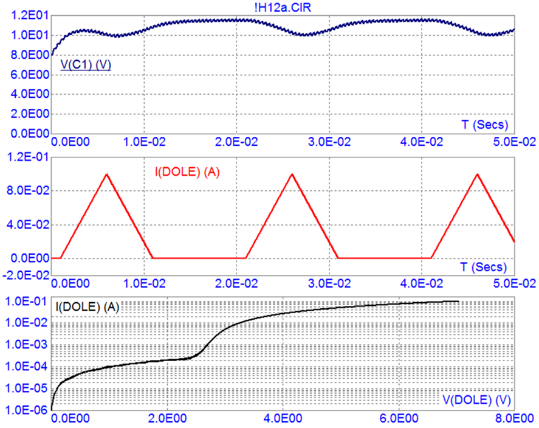 !H12a.CIR
1.2E01
1.0E01
8.0E00
6.0E00
4.0E00
2.0E00
0.0E00
V(C1) (V)
T (Secs)
0.0E00 1.0E-02 2.0E-02 3.0E-02 4.0E-02 5.0E-02
1.2E-01
8.0E-02
4.0E-02
0.0E00
-2.0E-02
I(DOLE) (A)
T (Secs)
0.0E00 1.0E-02 2.0E-02 3.0E-02 4.0E-02 5.0E-02
1.0E-01
1.0E-02
1.0E-03
1.0E-04
1.0E-05
1.0E-06
I(DOLE) (A)
V(DOLE) (V)
0.0E00 2.0E00 4.0E00 6.0E00 8.0E00